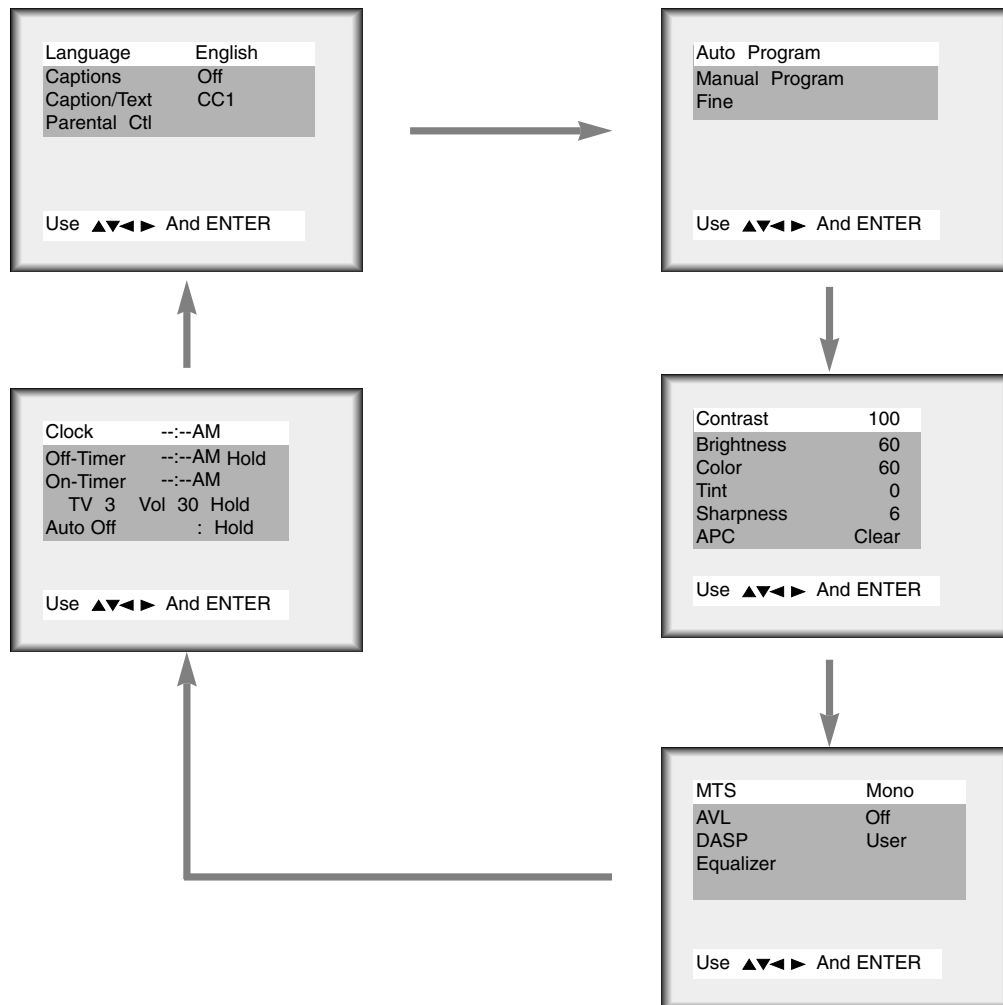 Language English
Captions Off
Caption/Text CC1
Parental Ctl
Use ▲▼◄ ► And ENTER
Auto Program
Manual Program
Fine
Use ▲▼◄ ► And ENTER
Clock --:--AM
Off-Timer --:--AM Hold
On-Timer --:--AM
TV 3 Vol 30 Hold
Auto Off : Hold
Use ▲▼◄ ► And ENTER
Contrast 100
Brightness 60
Color 60
Tint 0
Sharpness 6
APC Clear
Use ▲▼◄ ► And ENTER
MTS Mono
AVL Off
DASP User
Equalizer
Use ▲▼◄ ► And ENTER